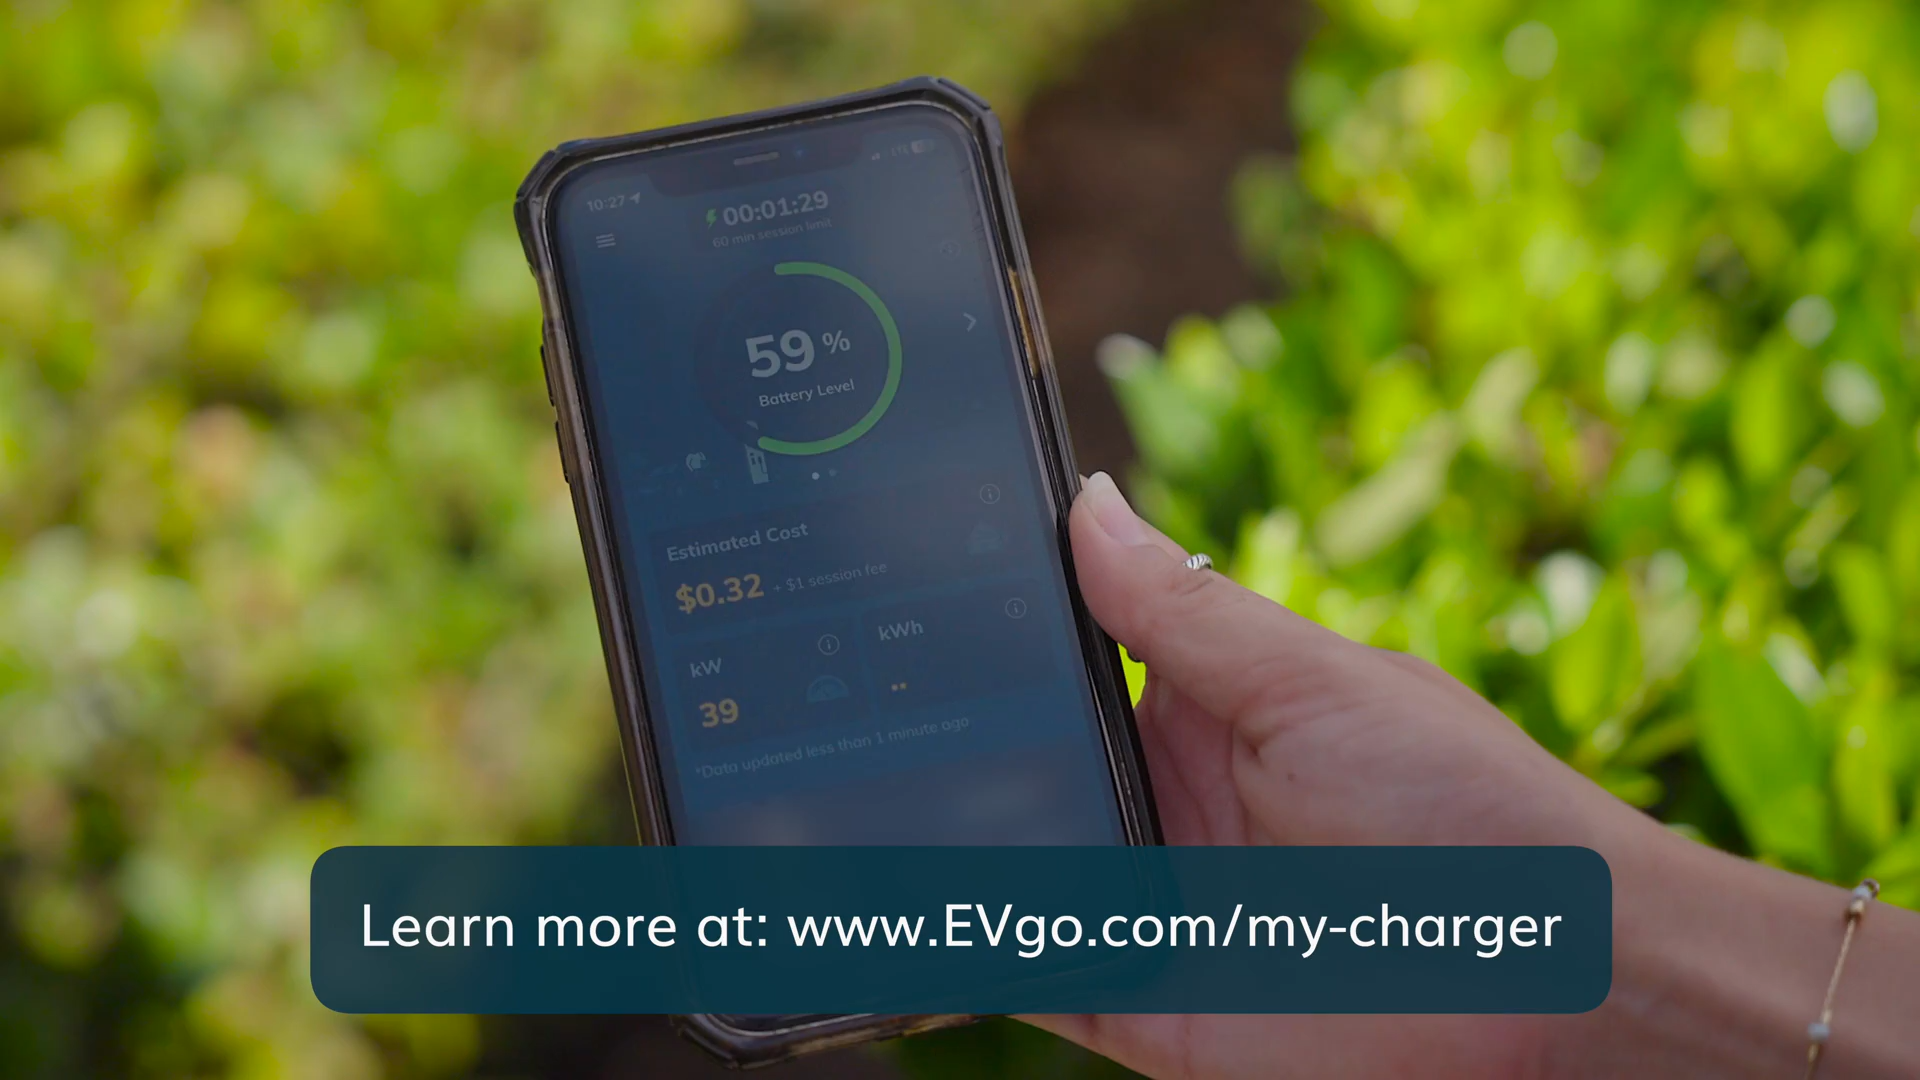 10:27
LTE
00:01:29
60 min session limit
59 %
Battery Level
Estimated Cost
$0.32 + $1 session fee
kW
39
kWh
--
*Data updated less than 1 minute ago
Learn more at: www.EVgo.com/my-charger